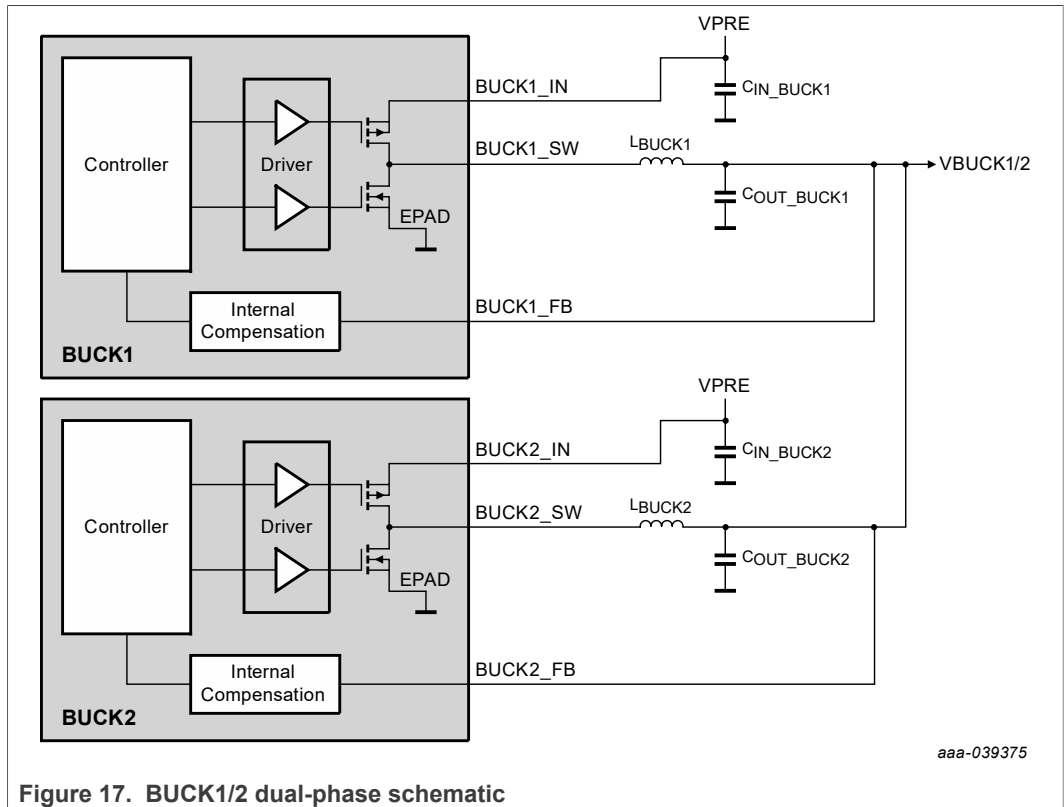 VPRE
BUCK1_IN
CIN_BUCK1
BUCK1_SW
LBUCK1
VBUCK1/2
Controller
Driver
COUT_BUCK1
EPAD
Internal
Compensation
BUCK1_FB
BUCK1
VPRE
BUCK2_IN
CIN_BUCK2
BUCK2_SW
LBUCK2
Controller
Driver
COUT_BUCK2
EPAD
Internal
Compensation
BUCK2_FB
BUCK2
aaa-039375
Figure 17. BUCK1/2 dual-phase schematic